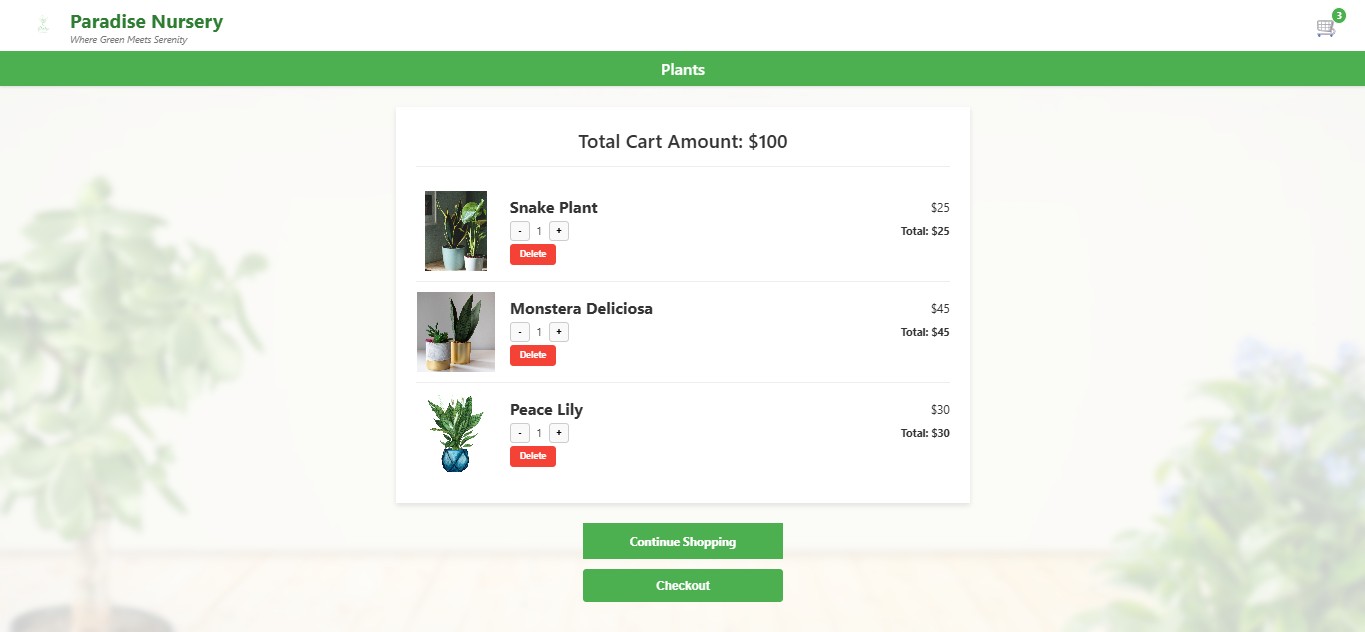 Paradise Nursery
Where Green Meets Serenity
3
Plants
Total Cart Amount: $100
Snake Plant
$25
- 1 +
Total: $25
Delete
Monstera Deliciosa
$45
- 1 +
Total: $45
Delete
Peace Lily
$30
- 1 +
Total: $30
Delete
Continue Shopping
Checkout